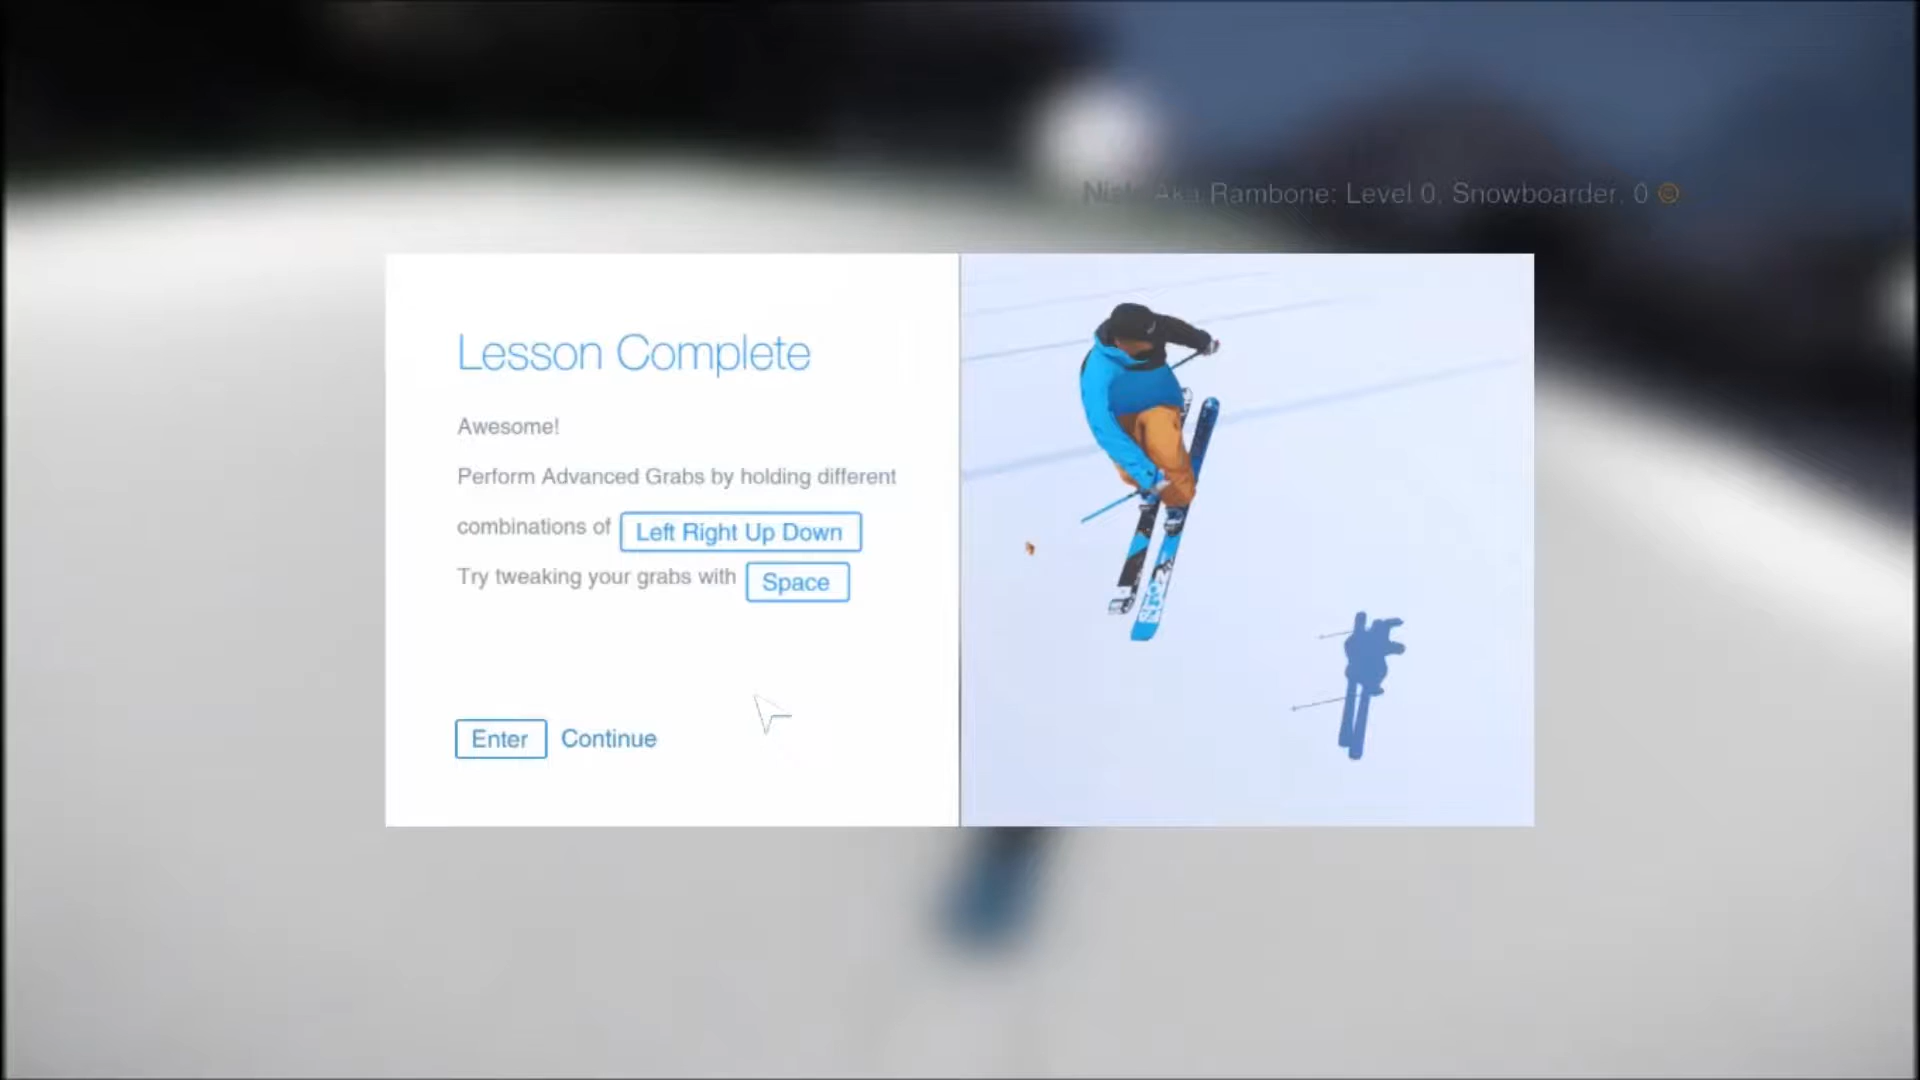 Aka Rambone: Level 0, Snowboarder, 0
Lesson Complete
Awesome!
Perform Advanced Grabs by holding different
combinations of Left Right Up Down
Try tweaking your grabs with Space
Enter Continue